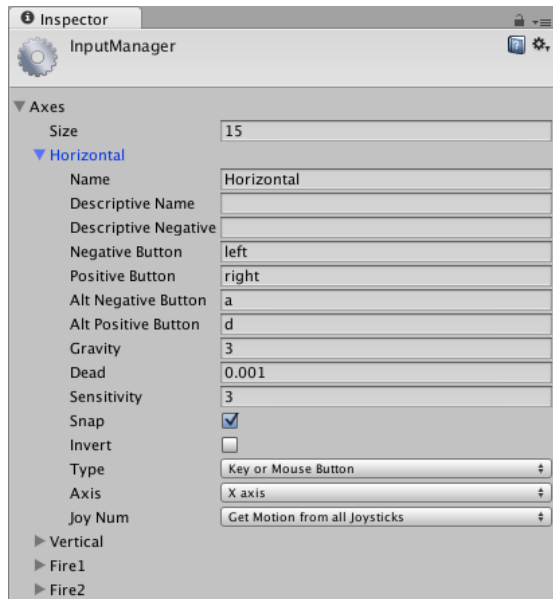 Inspector
InputManager
Axes
Size 15
Horizontal
Name Horizontal
Descriptive Name
Descriptive Negative
Negative Button left
Positive Button right
Alt Negative Button a
Alt Positive Button d
Gravity 3
Dead 0.001
Sensitivity 3
Snap
Invert
Type Key or Mouse Button
Axis X axis
Joy Num Get Motion from all Joysticks
Vertical
Fire1
Fire2